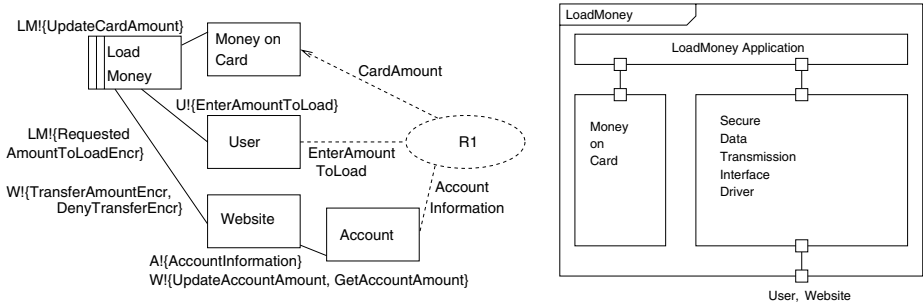 LM!{UpdateCardAmount}
Load
Money
Money on
Card
CardAmount
U!{EnterAmountToLoad}
User
EnterAmount
ToLoad
R1
LM!{Requested
AmountToLoadEncr}
W!{TransferAmountEncr,
DenyTransferEncr}
Website
Account
Account
Information
A!{AccountInformation}
W!{UpdateAccountAmount, GetAccountAmount}
LoadMoney
LoadMoney Application
Money
on
Card
Secure
Data
Transmission
Interface
Driver
User, Website